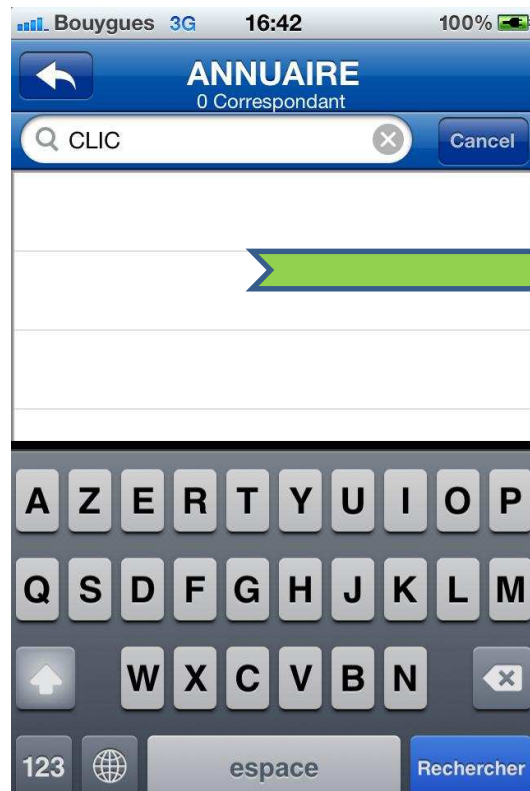 Bouygues 3G 16:42 100%
ANNUAIRE
0 Correspondant
CLIC Cancel
A Z E R T Y U I O P
Q S D F G H J K L M
W X C V B N
123 espace Rechercher